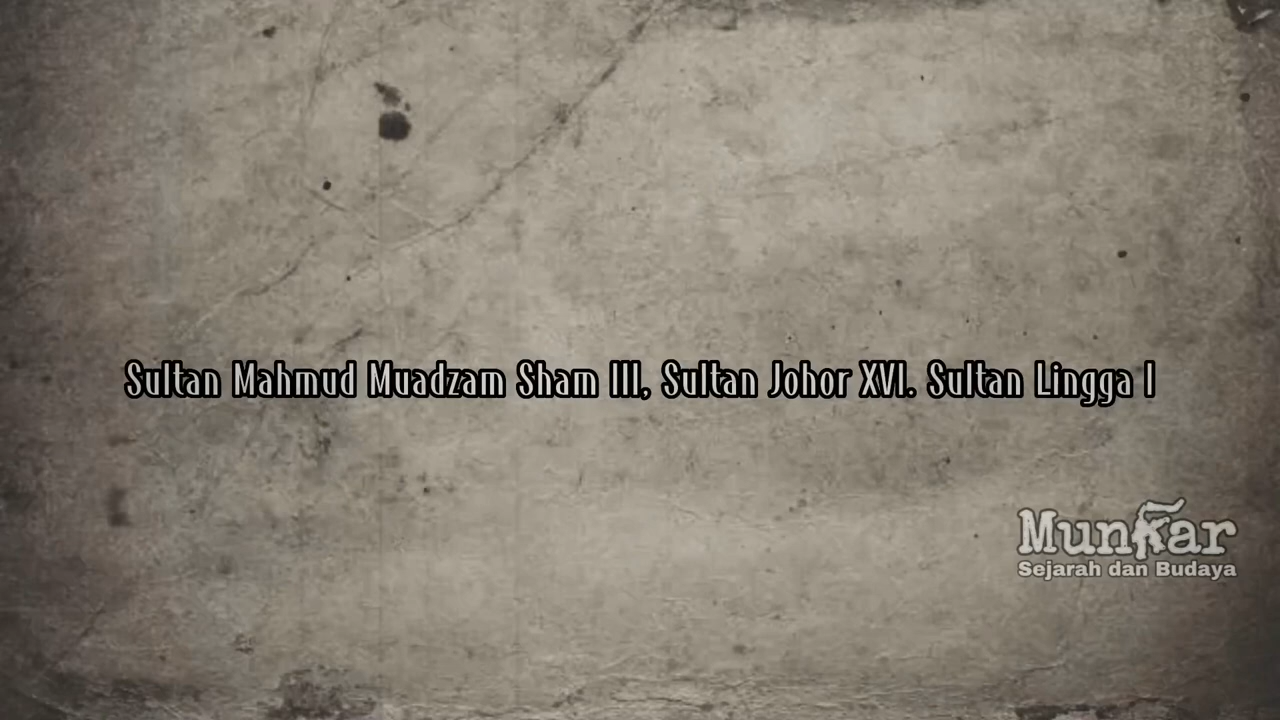 Sultan Mahmud Muadzam Sham III, Sultan Johor XVI. Sultan Lingga I
Munkar
Sejarah dan Budaya